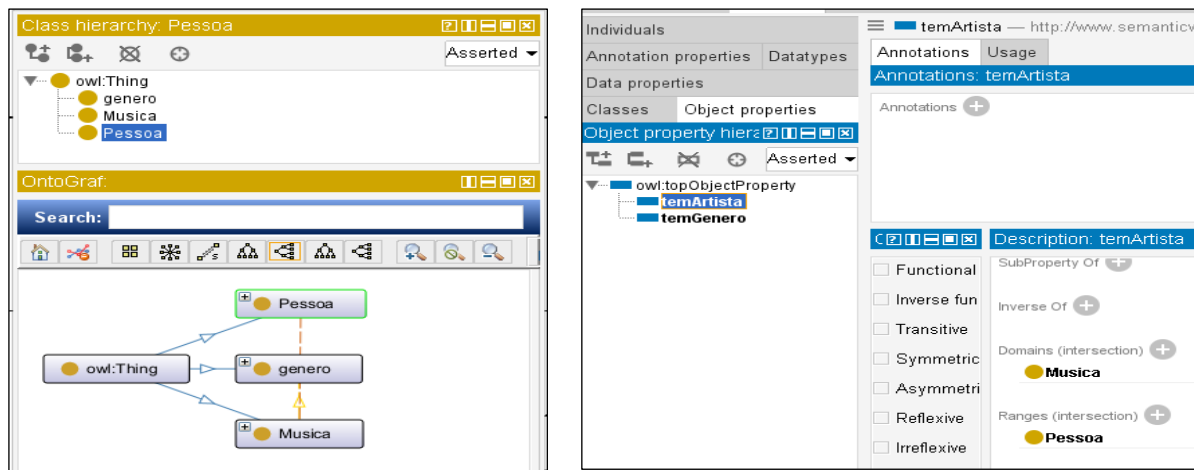 Class hierarchy: Pessoa
Asserted
owl:Thing
genero
Musica
Pessoa
OntoGraf:
Search:
Pessoa
owl:Thing
genero
Musica
Individuals
Annotation properties Datatypes
Data properties
Classes Object properties
Object property hiera
Asserted
owl:topObjectProperty
temArtista
temGenero
temArtista — http://www.semanticv
Annotations Usage
Annotations: temArtista
Annotations
Functional
Inverse fun
Transitive
Symmetric
Asymmetri
Reflexive
Irreflexive
Description: temArtista
SubProperty Of
Inverse Of
Domains (intersection)
Musica
Ranges (intersection)
Pessoa